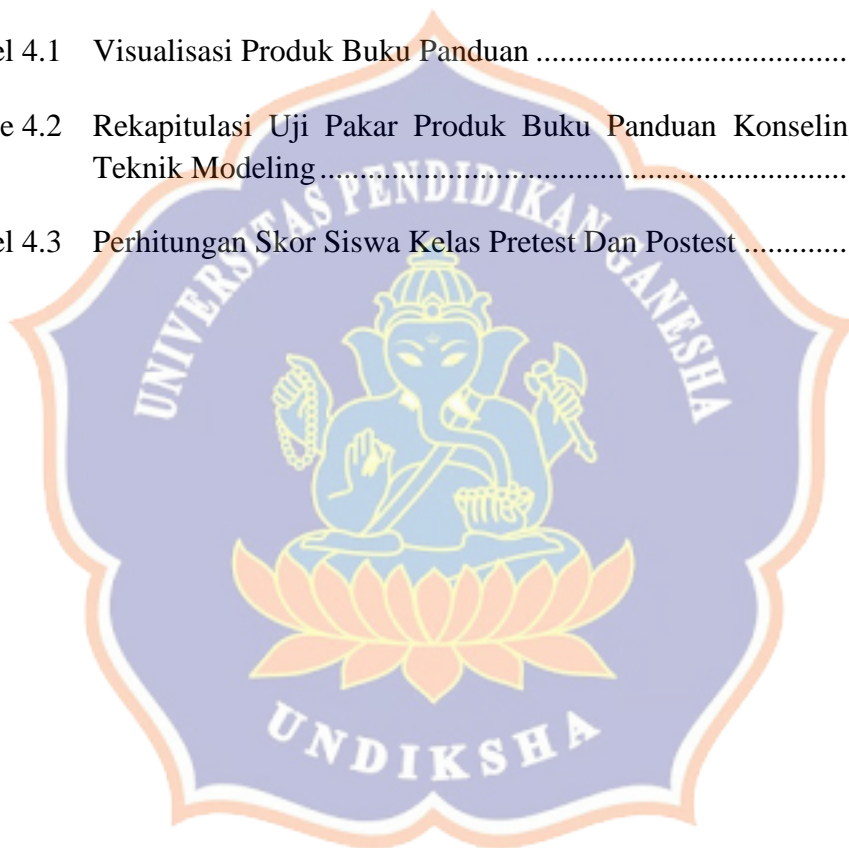 el 4.1 Visualisasi Produk Buku Panduan ......................................
e 4.2 Rekapitulasi Uji Pakar Produk Buku Panduan Konselin
Teknik Modeling .................................................................
el 4.3 Perhitungan Skor Siswa Kelas Pretest Dan Postest .............
UNIVERSITAS PENDIDIKAN GANESHA
UNDIKSHA